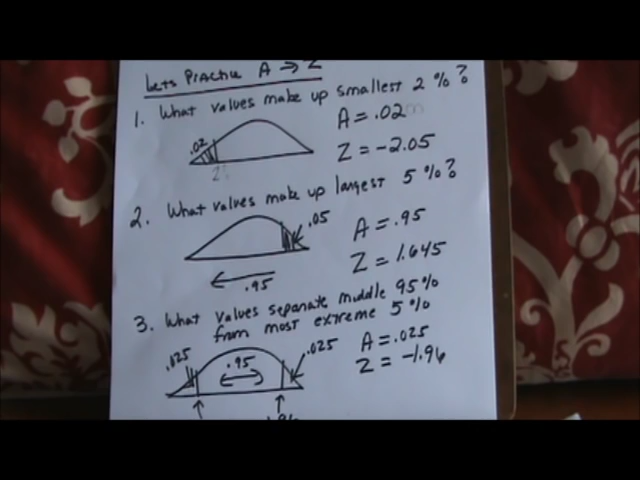 Lets Practice A → Z
1. What values make up smallest 2%?
.02
A = .02
Z = -2.05
2. What values make up largest 5%?
.05
.95
A = .95
Z = 1.645
3. What values separate middle 95%
from most extreme 5%
.025
.95
.025
A = .025
Z = -1.96